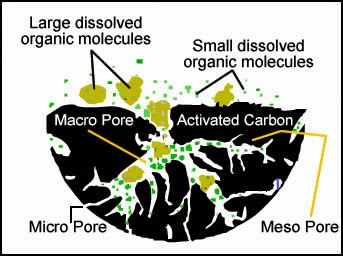 Large dissolved
organic molecules
Small dissolved
organic molecules
Macro Pore
Activated Carbon
Micro Pore
Meso Pore